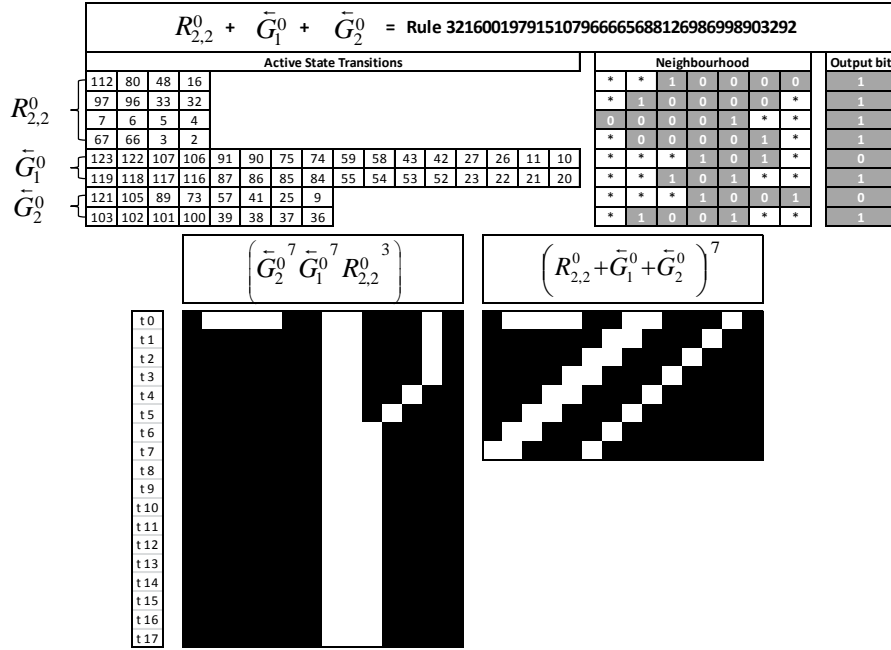 R⁰₂,₂ + G⃖⁰₁ + G⃖⁰₂ = Rule 321600197915107966665688126986998903292
Active State Transitions Neighbourhood Output bit
R⁰₂,₂
112 80 48 16 * * 1 0 0 0 0 1
97 96 33 32 * 1 0 0 0 0 * 1
7 6 5 4 0 0 0 0 1 * * 1
67 66 3 2 * 0 0 0 0 1 * 1
G⃖⁰₁
123 122 107 106 91 90 75 74 59 58 43 42 27 26 11 10 * * * 1 0 1 * 0
119 118 117 116 87 86 85 84 55 54 53 52 23 22 21 20 * * 1 0 1 * * 1
G⃖⁰₂
121 105 89 73 57 41 25 9 * * * 1 0 0 1 0
103 102 101 100 39 38 37 36 * 1 0 0 1 * * 1
(G⃖⁰₂⁷ G⃖⁰₁⁷ R⁰₂,₂³) (R⁰₂,₂+G⃖⁰₁+G⃖⁰₂)⁷
t 0
t 1
t 2
t 3
t 4
t 5
t 6
t 7
t 8
t 9
t 10
t 11
t 12
t 13
t 14
t 15
t 16
t 17